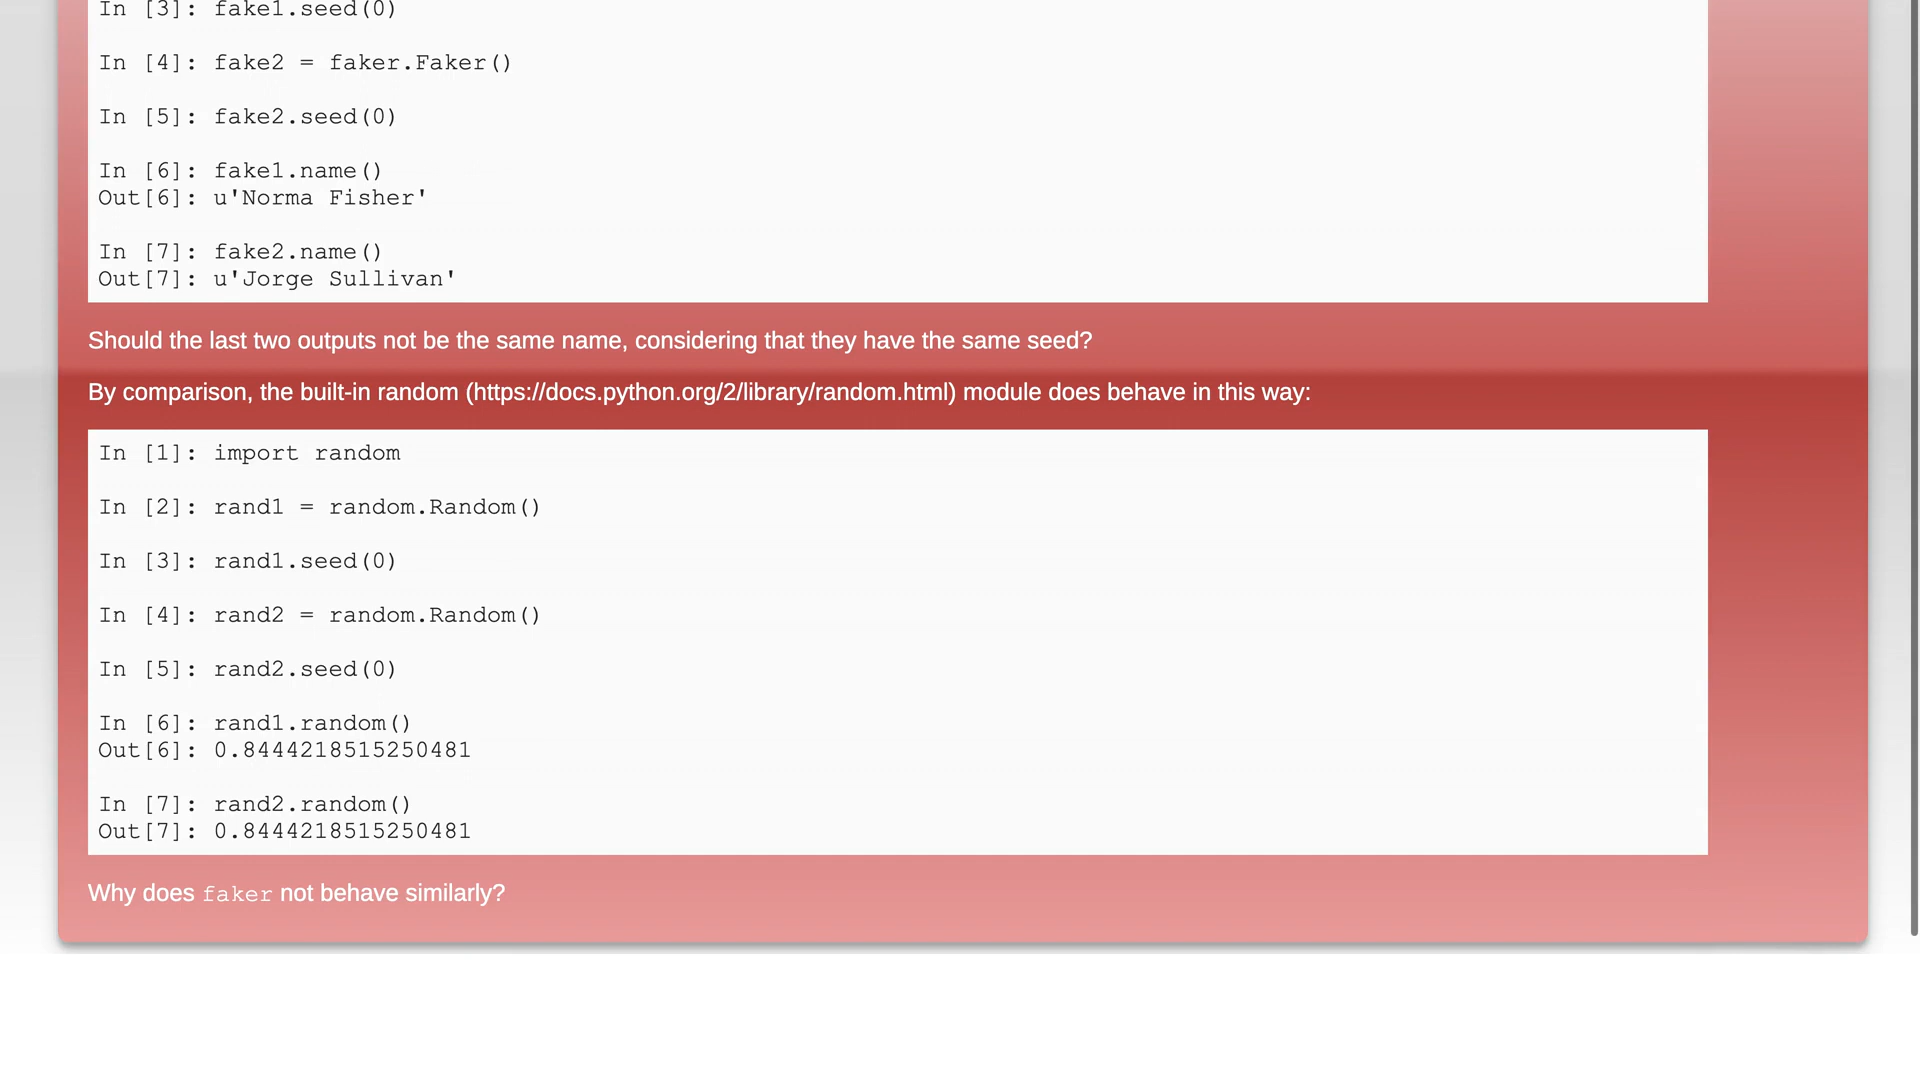 In [3]: fake1.seed(0)
In [4]: fake2 = faker.Faker()
In [5]: fake2.seed(0)
In [6]: fake1.name()
Out[6]: u'Norma Fisher'
In [7]: fake2.name()
Out[7]: u'Jorge Sullivan'
Should the last two outputs not be the same name, considering that they have the same seed?
By comparison, the built-in random (https://docs.python.org/2/library/random.html) module does behave in this way:
In [1]: import random
In [2]: rand1 = random.Random()
In [3]: rand1.seed(0)
In [4]: rand2 = random.Random()
In [5]: rand2.seed(0)
In [6]: rand1.random()
Out[6]: 0.8444218515250481
In [7]: rand2.random()
Out[7]: 0.8444218515250481
Why does faker not behave similarly?